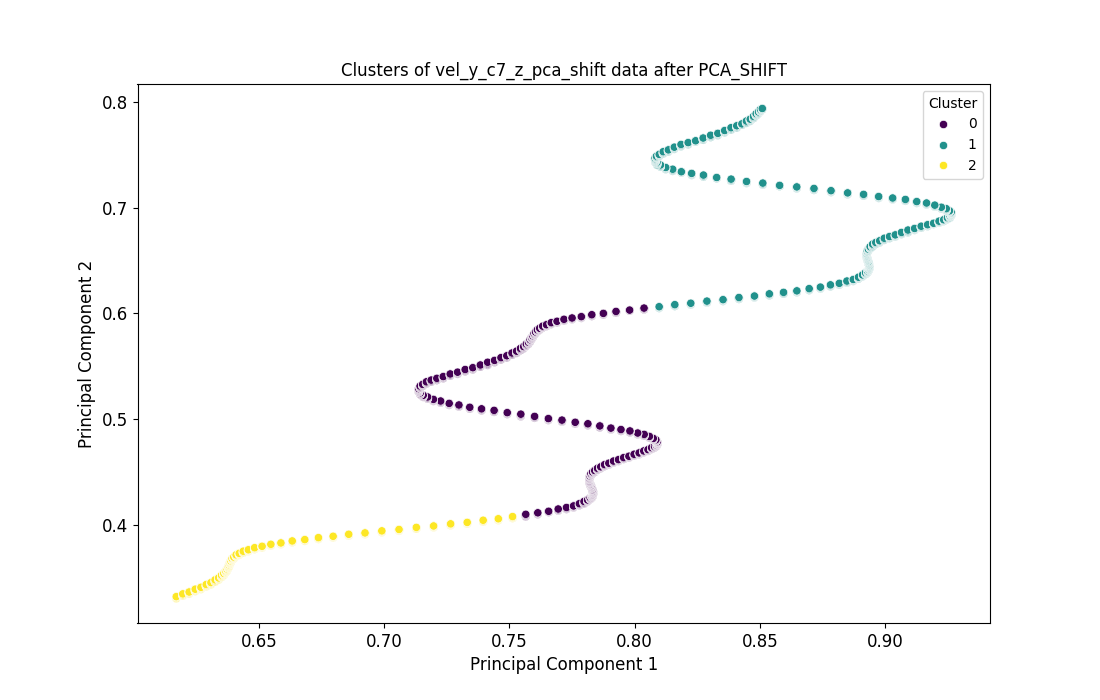 Clusters of vel_y_c7_z_pca_shift data after PCA_SHIFT
Cluster
0
1
2
Principal Component 2
0.8
0.7
0.6
0.5
0.4
0.65 0.70 0.75 0.80 0.85 0.90
Principal Component 1